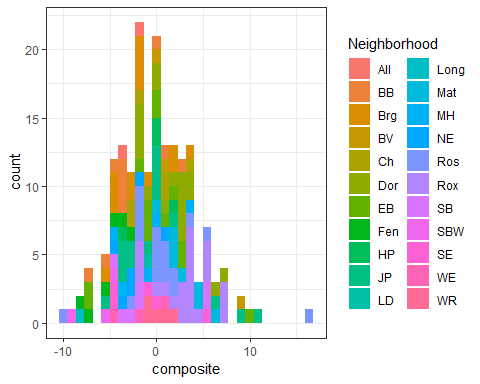 Neighborhood
All Long
BB Mat
Brg MH
BV NE
Ch Ros
Dor Rox
EB SB
Fen SBW
HP SE
JP WE
LD WR
count
20
15
10
5
0
-10 0 10
composite